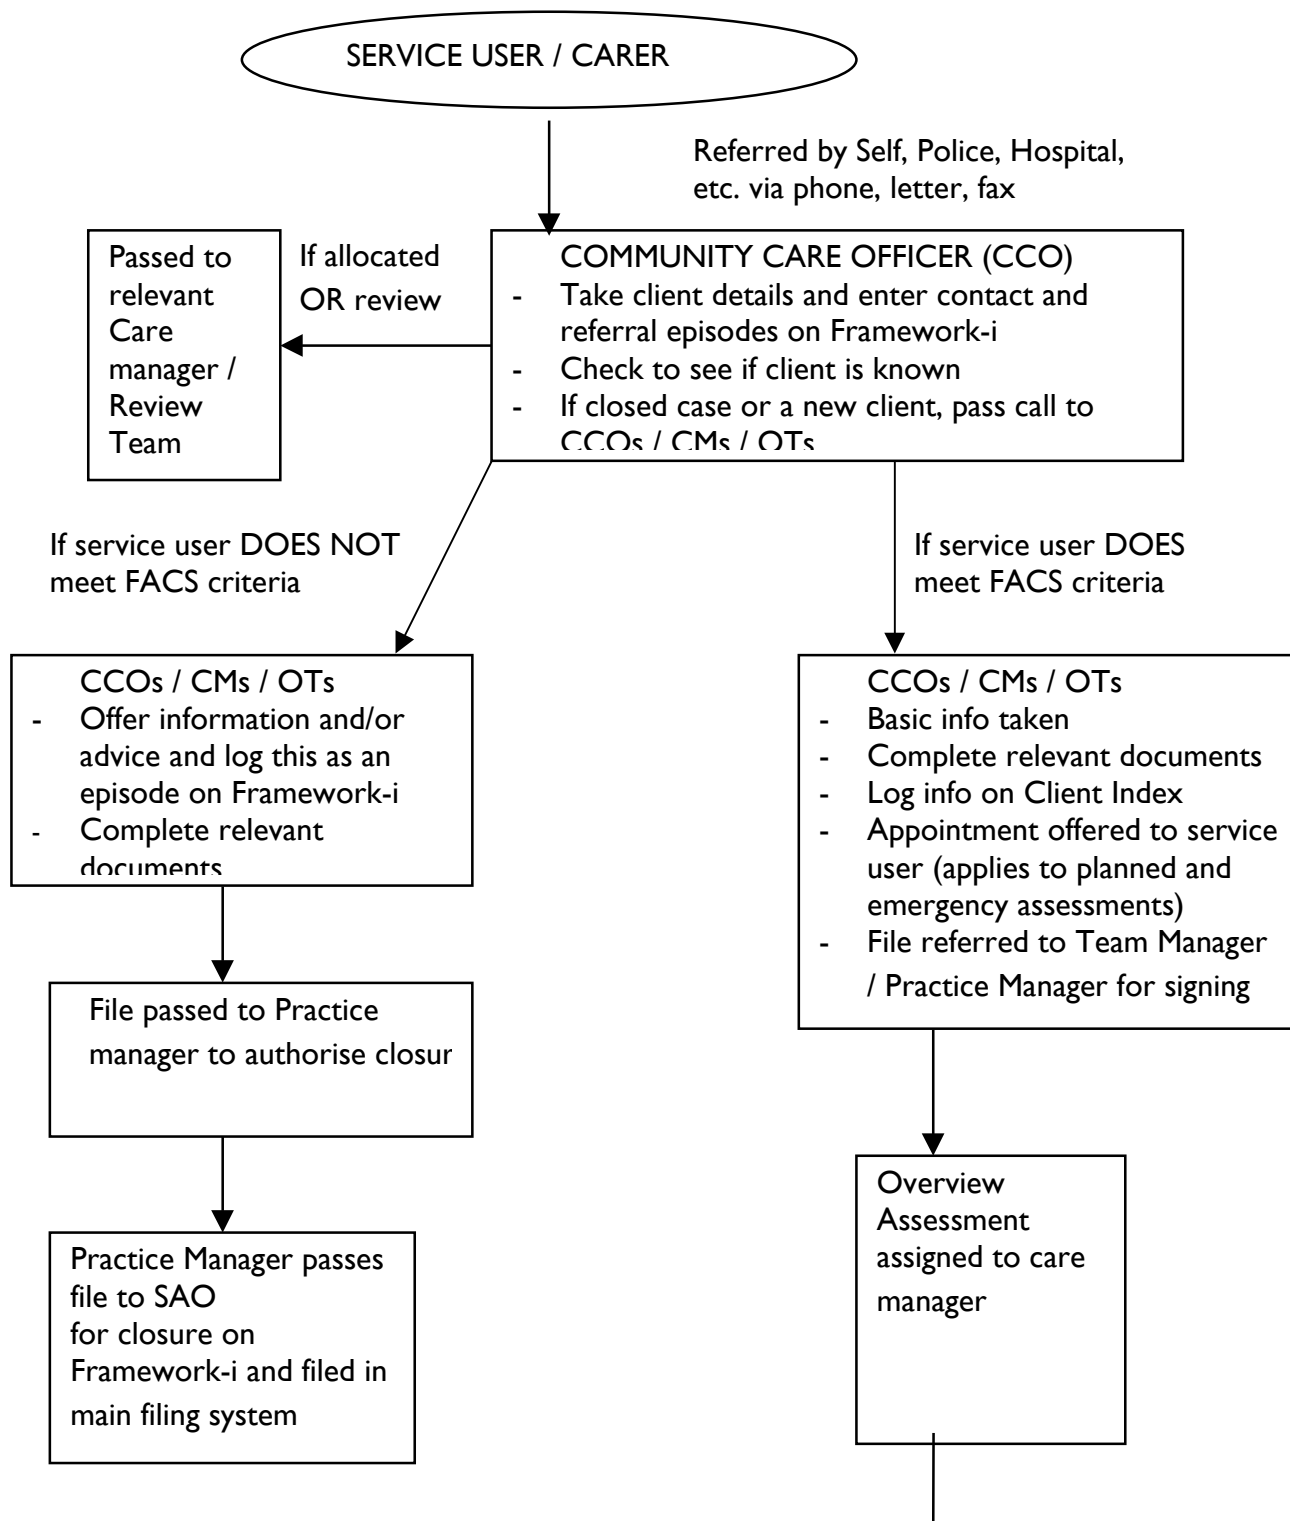 SERVICE USER / CARER
Referred by Self, Police, Hospital,
etc. via phone, letter, fax
Passed to
relevant
Care
manager /
Review
Team
If allocated
OR review
COMMUNITY CARE OFFICER (CCO)
- Take client details and enter contact and
referral episodes on Framework-i
- Check to see if client is known
- If closed case or a new client, pass call to
CCOs / CMs / OTs
If service user DOES NOT
meet FACS criteria
If service user DOES
meet FACS criteria
CCOs / CMs / OTs
- Offer information and/or
advice and log this as an
episode on Framework-i
- Complete relevant
documents
CCOs / CMs / OTs
- Basic info taken
- Complete relevant documents
- Log info on Client Index
- Appointment offered to service
user (applies to planned and
emergency assessments)
- File referred to Team Manager
/ Practice Manager for signing
File passed to Practice
manager to authorise closur
Overview
Assessment
assigned to care
manager
Practice Manager passes
file to SAO
for closure on
Framework-i and filed in
main filing system